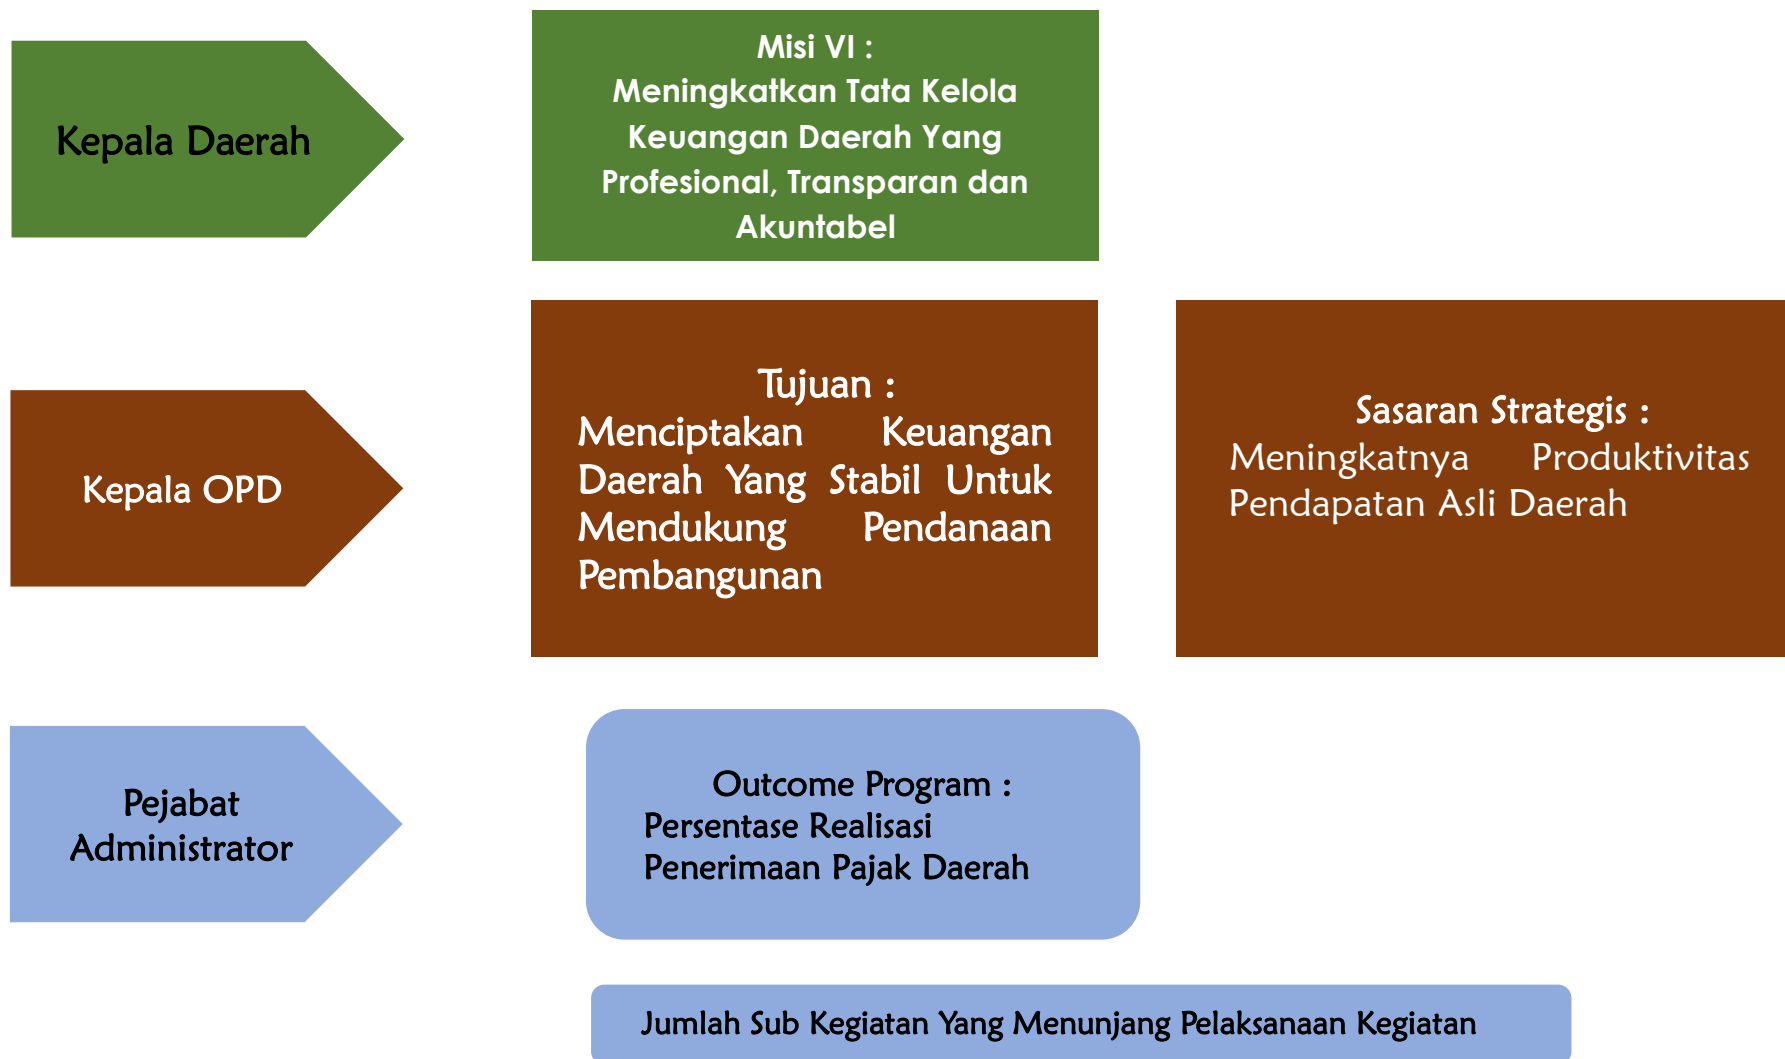 Kepala Daerah
Misi VI :
Meningkatkan Tata Kelola
Keuangan Daerah Yang
Profesional, Transparan dan
Akuntabel
Kepala OPD
Tujuan :
Menciptakan Keuangan
Daerah Yang Stabil Untuk
Mendukung Pendanaan
Pembangunan
Sasaran Strategis :
Meningkatnya Produktivitas
Pendapatan Asli Daerah
Pejabat
Administrator
Outcome Program :
Persentase Realisasi
Penerimaan Pajak Daerah
Jumlah Sub Kegiatan Yang Menunjang Pelaksanaan Kegiatan